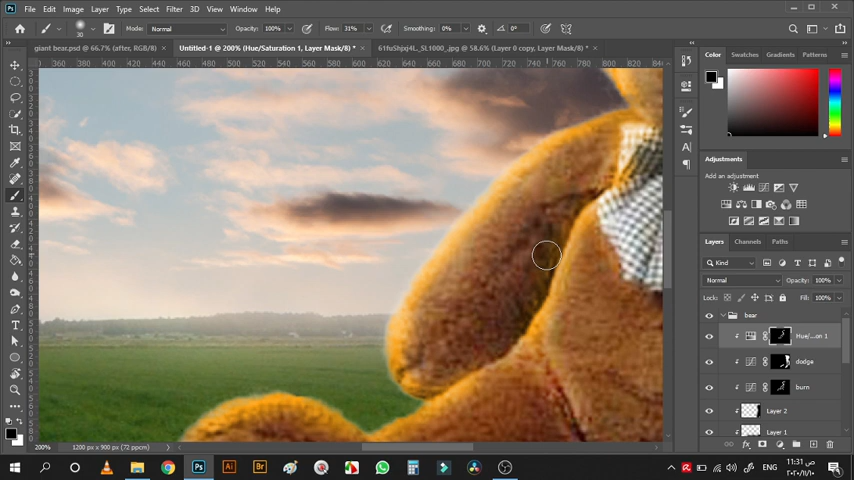 File Edit Image Layer Type Select Filter 3D View Window Help
30 Mode: Normal Opacity: 100% Flow: 31% Smoothing: 0% 0°
giant bear.psd @ 66.7% (after, RGB/8) × Untitled-1 @ 200% (Hue/Saturation 1, Layer Mask/8) * × 61fuShjxj4L._SL1000_.jpg @ 58.6% (Layer 0 copy, Layer Mask/8) * ×
360 380 400 420 440 460 480 500 520 540 560 580 600 620 640 660 680 700 720 740 760 780 800 820 840
Color Swatches Gradients Patterns
Adjustments
Add an adjustment
Layers Channels Paths
Kind
Normal Opacity: 100%
Lock: Fill: 100%
bear
Hue/...on 1
dodge
burn
Layer 2
Layer 1
200% 1200 px x 900 px (72 ppcm)
ENG
11:31 ص